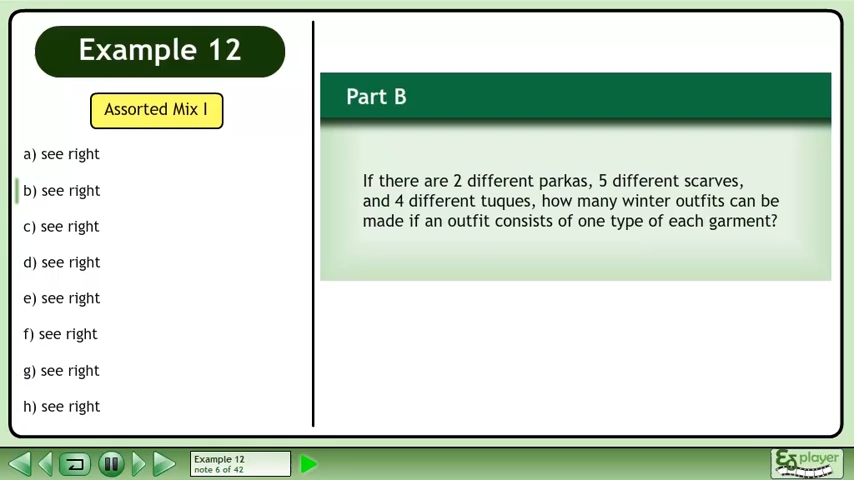 Example 12
Assorted Mix I
a) see right
b) see right
c) see right
d) see right
e) see right
f) see right
g) see right
h) see right
Part B
If there are 2 different parkas, 5 different scarves,
and 4 different tuques, how many winter outfits can be
made if an outfit consists of one type of each garment?
Example 12
note 6 of 42
player